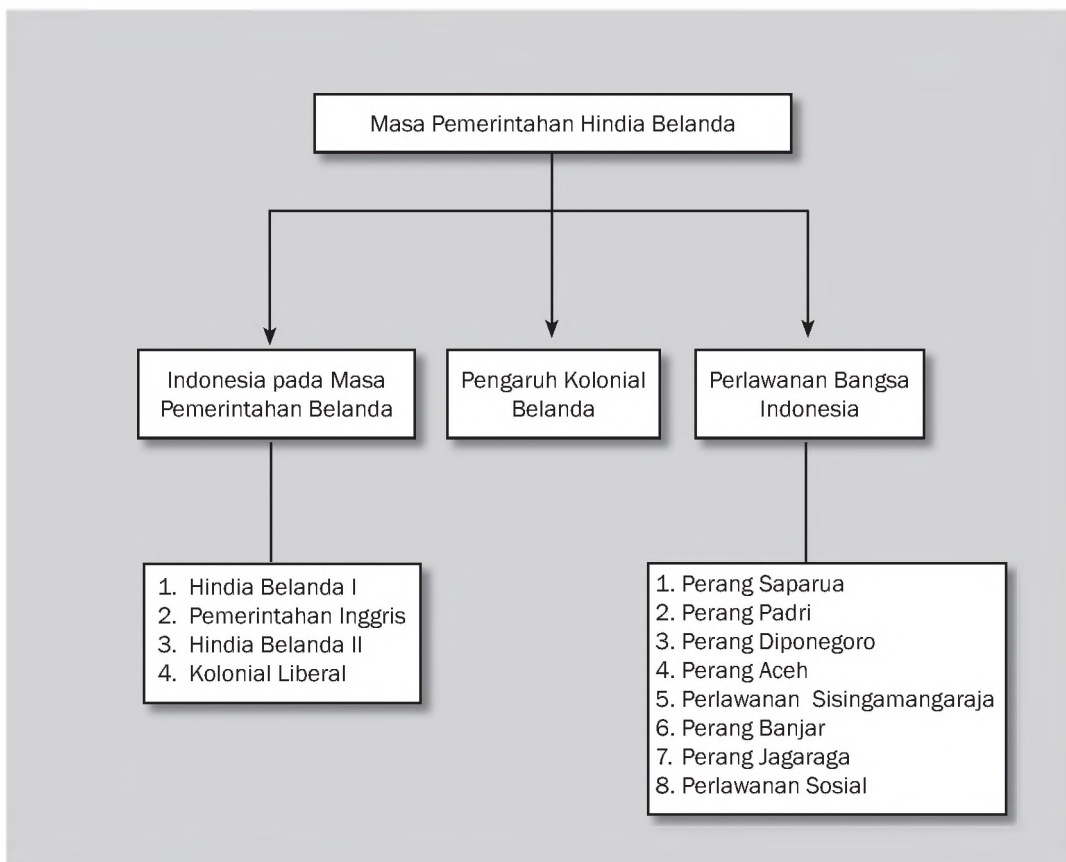 Masa Pemerintahan Hindia Belanda
Indonesia pada Masa
Pemerintahan Belanda
Pengaruh Kolonial
Belanda
Perlawanan Bangsa
Indonesia
1. Hindia Belanda I
2. Pemerintahan Inggris
3. Hindia Belanda II
4. Kolonial Liberal
1. Perang Saparua
2. Perang Padri
3. Perang Diponegoro
4. Perang Aceh
5. Perlawanan Sisingamangaraja
6. Perang Banjar
7. Perang Jagaraga
8. Perlawanan Sosial